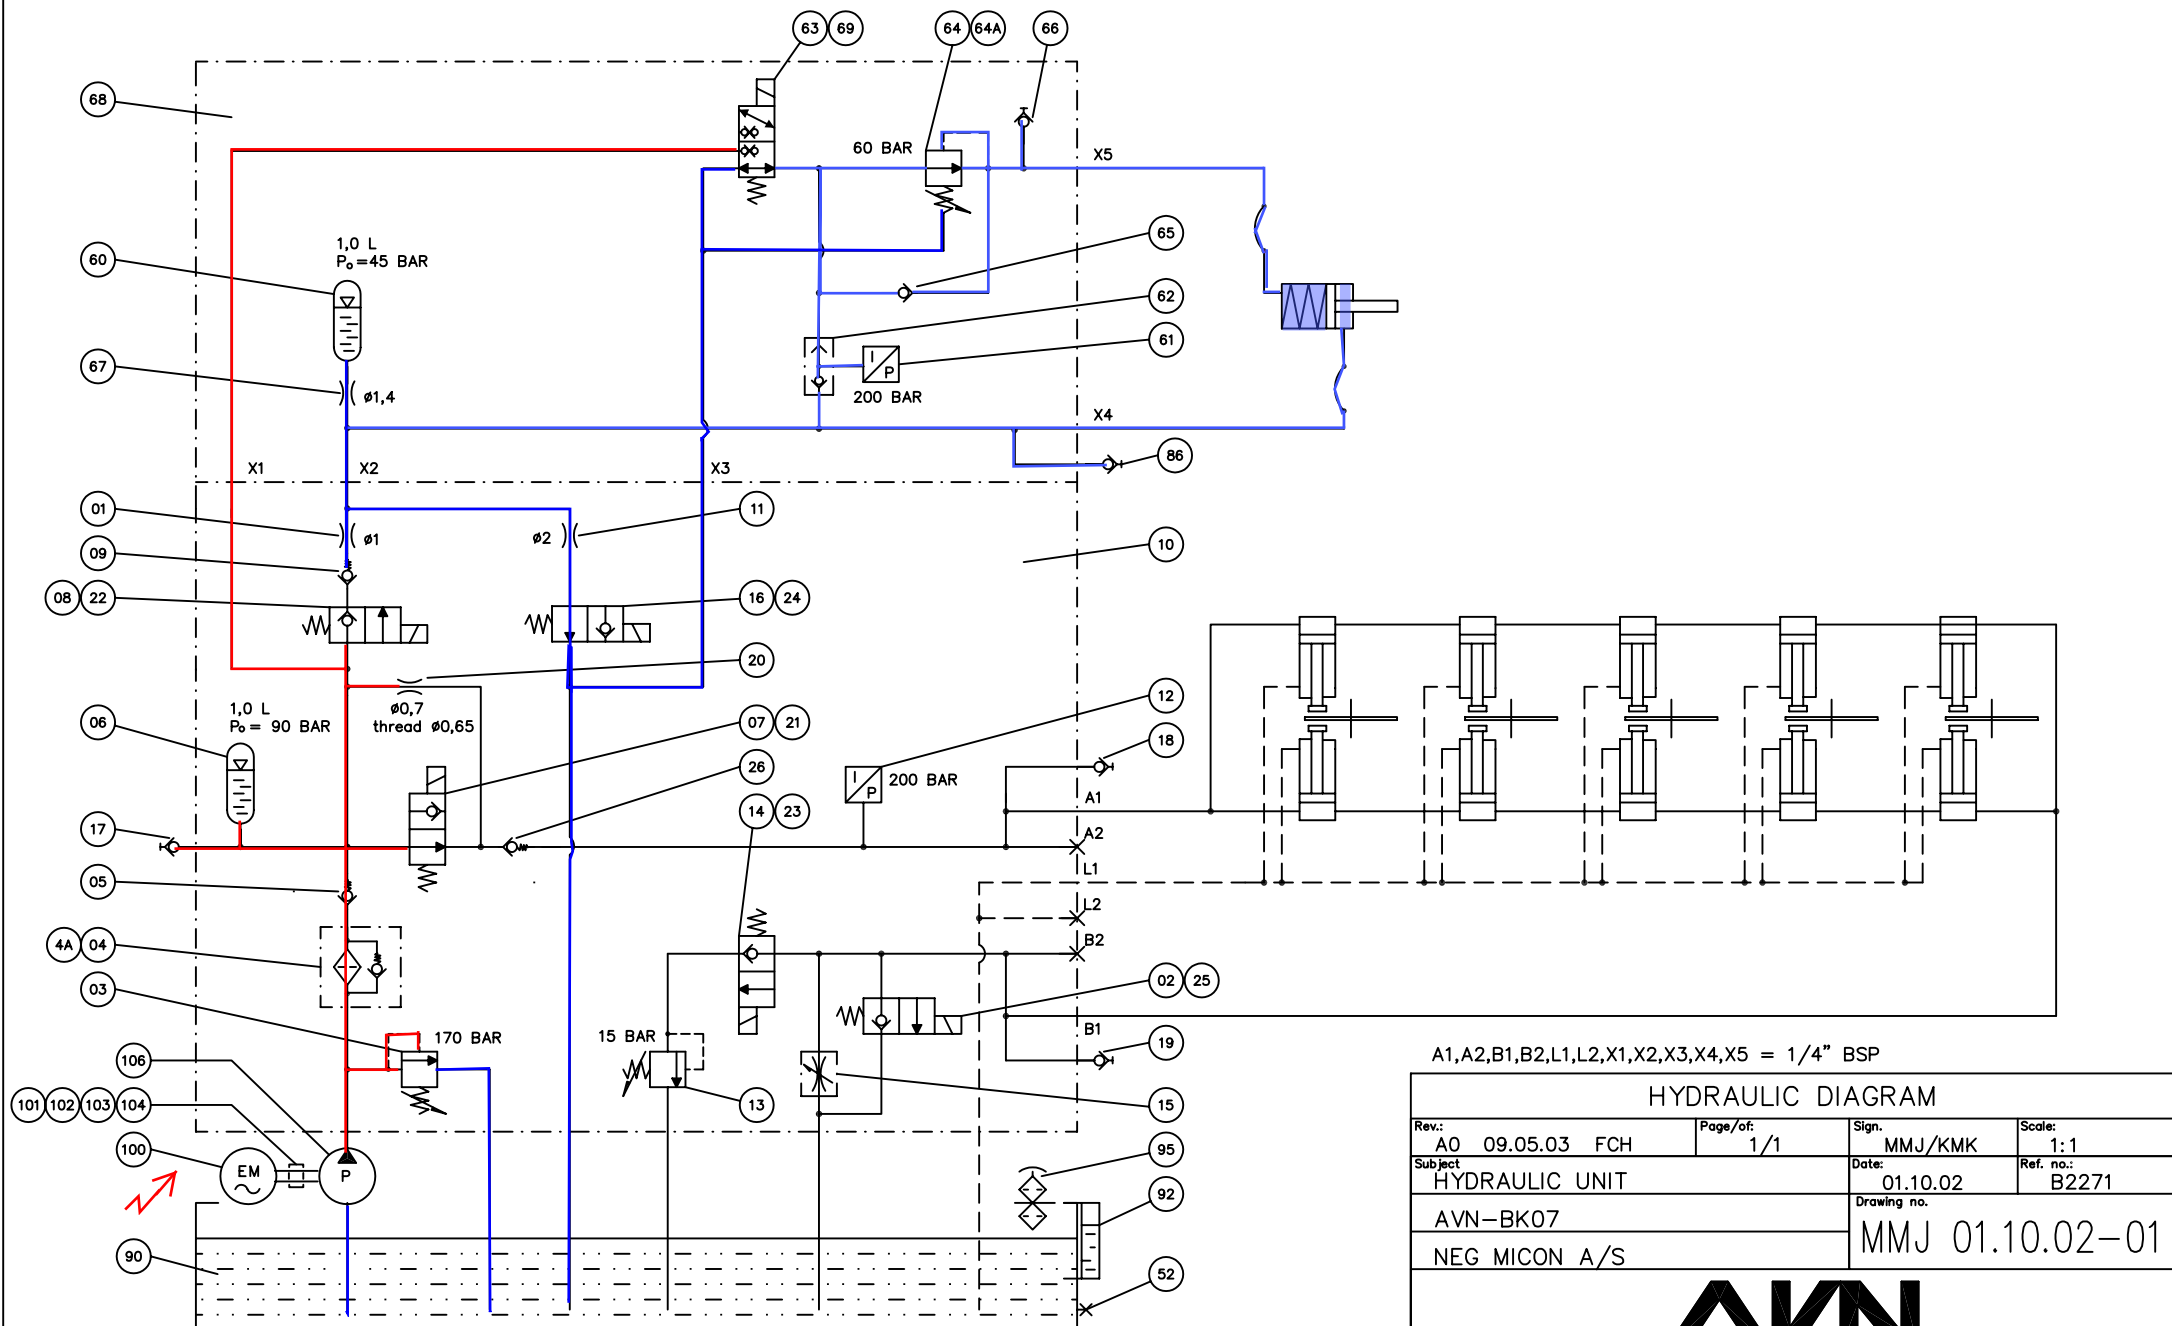 63 69 64 64A 66
68
60 BAR X5
65
1,0 L
60 P₀=45 BAR
62
61
67 ø1,4 200 BAR
X4
86
X1 X2 X3
01 ø1 ø2 11
09 10
08 22 16 24
20
12
1,0 L ø0,7
06 P₀= 90 BAR thread ø0,65 07 21
18
26 I P 200 BAR
A1
14 23
17 A2
05 L1
L2
4A 04 B2
03 02 25
170 BAR 15 BAR B1 19
106
101 102 103 104 13 15
100 EM P 95
92
90 52
A1,A2,B1,B2,L1,L2,X1,X2,X3,X4,X5 = 1/4” BSP
HYDRAULIC DIAGRAM
Rev.: Page/of: Sign. Scale:
A0 09.05.03 FCH 1/1 MMJ/KMK 1:1
Subject Date: Ref. no.:
HYDRAULIC UNIT 01.10.02 B2271
Drawing no.
AVN-BK07
MMJ 01.10.02-01
NEG MICON A/S
AVN